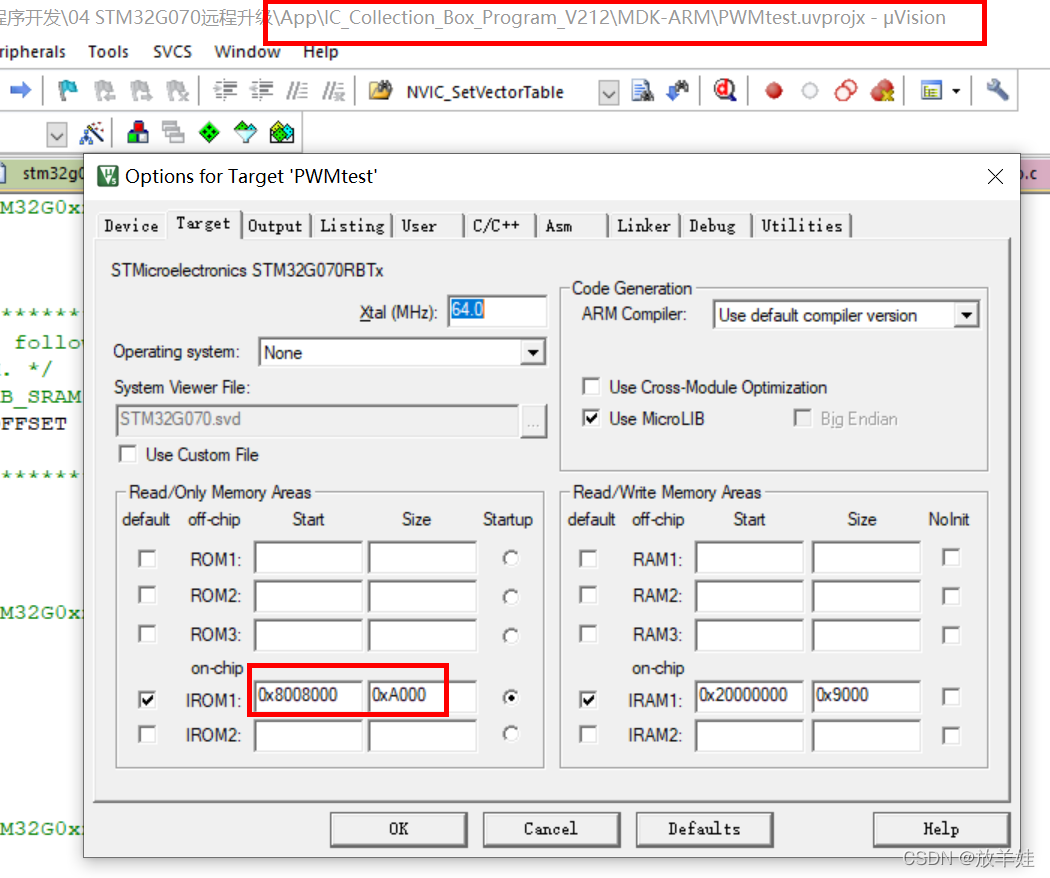 程序开发\04 STM32G070远程升级\App\IC_Collection_Box_Program_V212\MDK-ARM\PWMtest.uvprojx - µVision
ripherals Tools SVCS Window Help
NVIC_SetVectorTable
stm32g0
.c
M32G0x
Options for Target 'PWMtest'
Device Target Output Listing User C/C++ Asm Linker Debug Utilities
STMicroelectronics STM32G070RBTx
Xtal (MHz): 64.0
Operating system: None
System Viewer File:
STM32G070.svd ...
Use Custom File
Code Generation
ARM Compiler: Use default compiler version
Use Cross-Module Optimization
Use MicroLIB Big Endian
*******
follo
. */
B_SRAM
FFSET
*******
M32G0x
M32G0x
Read/Only Memory Areas
default off-chip Start Size Startup
ROM1:
ROM2:
ROM3:
on-chip
IROM1: 0x8008000 0xA000
IROM2:
Read/Write Memory Areas
default off-chip Start Size NoInit
RAM1:
RAM2:
RAM3:
on-chip
IRAM1: 0x20000000 0x9000
IRAM2:
OK Cancel Defaults Help
CSDN @放羊娃